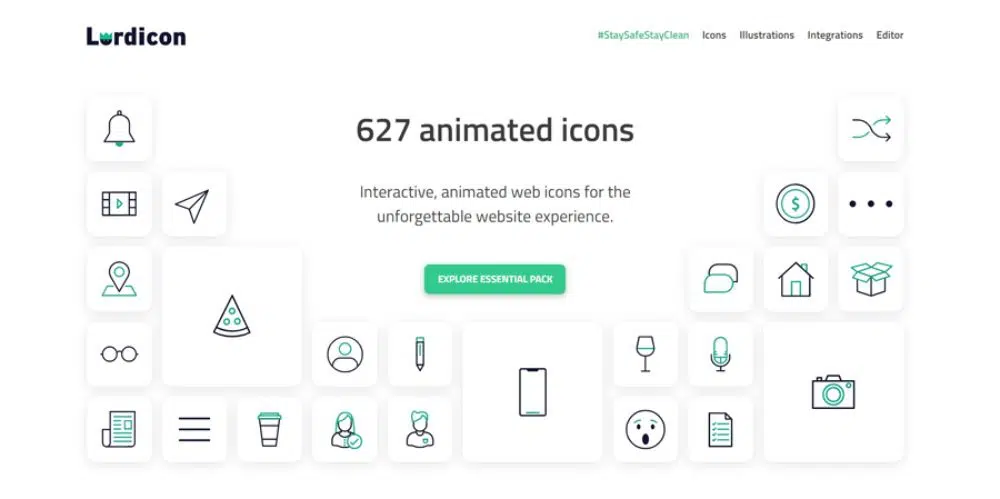 Lordicon
#StaySafeStayClean Icons Illustrations Integrations Editor
627 animated icons
Interactive, animated web icons for the
unforgettable website experience.
EXPLORE ESSENTIAL PACK
$